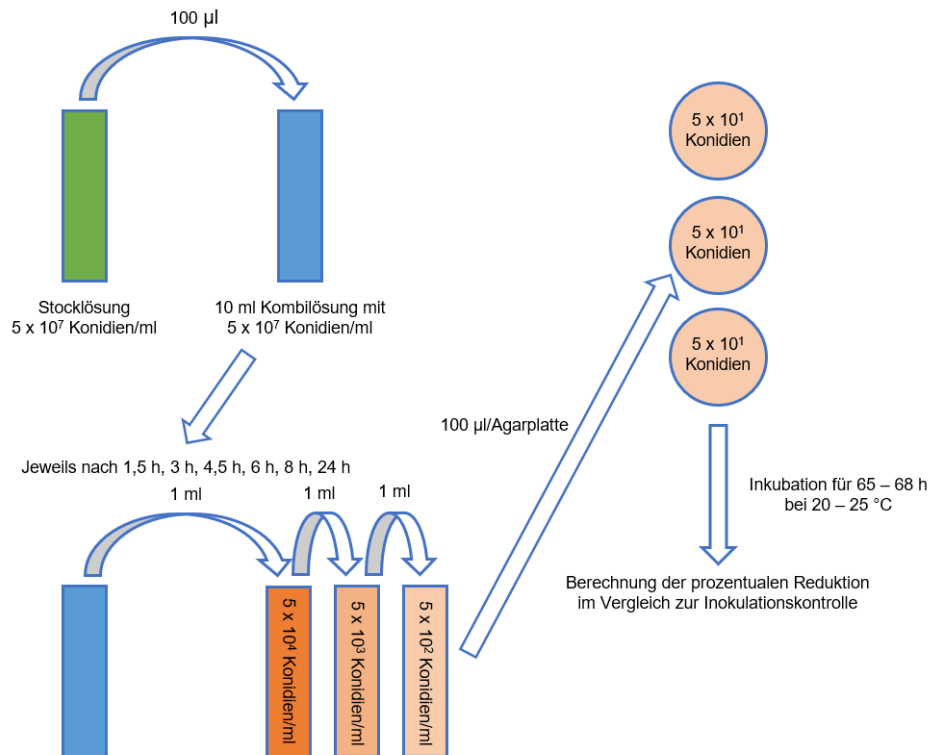 100 µl
Stocklösung
5 x 10⁷ Konidien/ml
10 ml Kombilösung mit
5 x 10⁷ Konidien/ml
Jeweils nach 1,5 h, 3 h, 4,5 h, 6 h, 8 h, 24 h
1 ml
1 ml
1 ml
5 x 10⁴ Konidien/ml
5 x 10³ Konidien/ml
5 x 10² Konidien/ml
100 µl/Agarplatte
5 x 10¹
Konidien
5 x 10¹
Konidien
5 x 10¹
Konidien
Inkubation für 65 – 68 h
bei 20 – 25 °C
Berechnung der prozentualen Reduktion
im Vergleich zur Inokulationskontrolle